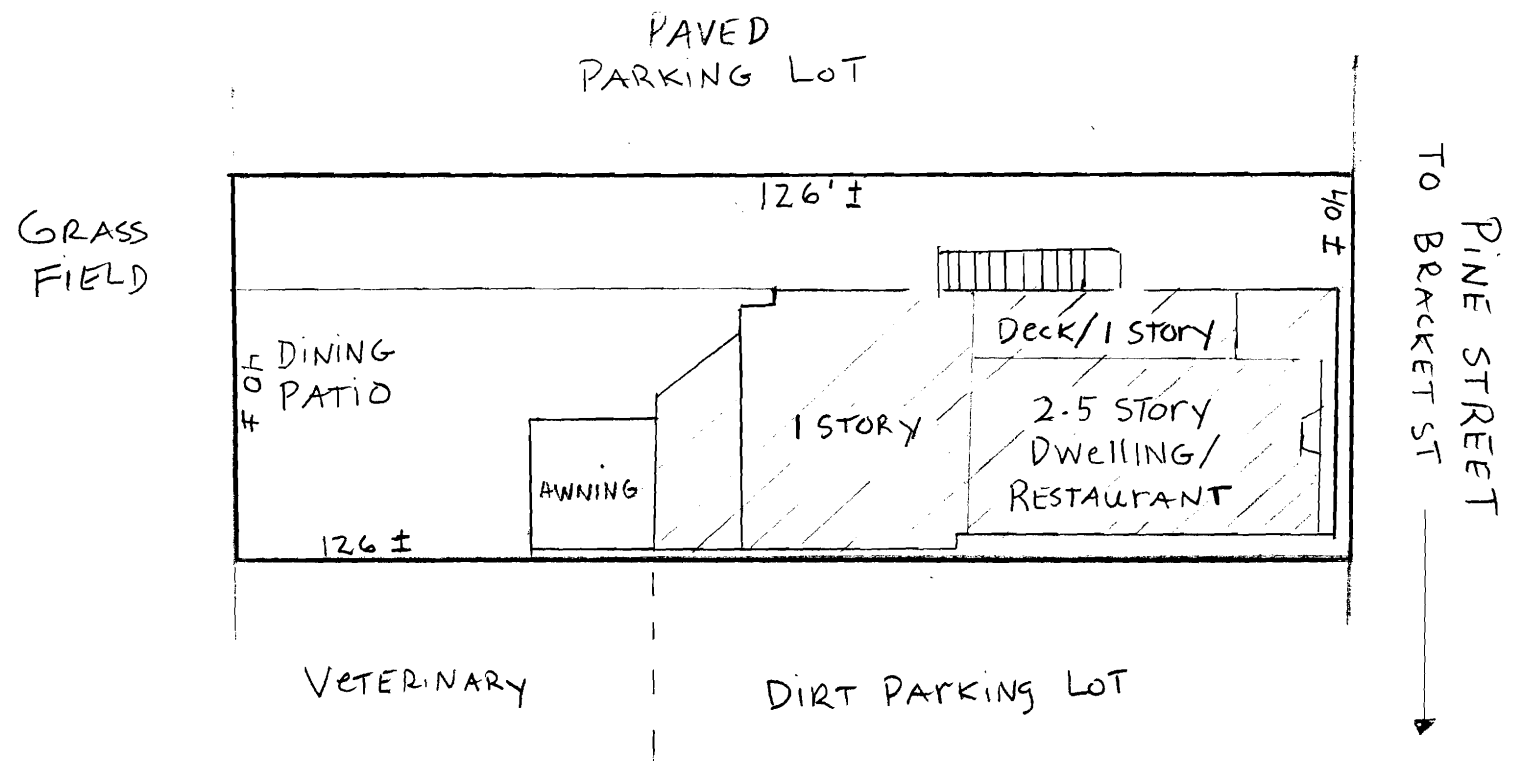 PAVED
PARKING LOT
126' ±
40 ±
GRASS
FIELD
TO BRACKET ST
PINE STREET
Deck/1 Story
DINING
PATIO
40 ±
1 STORY
2.5 STORY
Dwelling/
RESTAURANT
AWNING
126 ±
VETERINARY
DIRT PARKING LOT